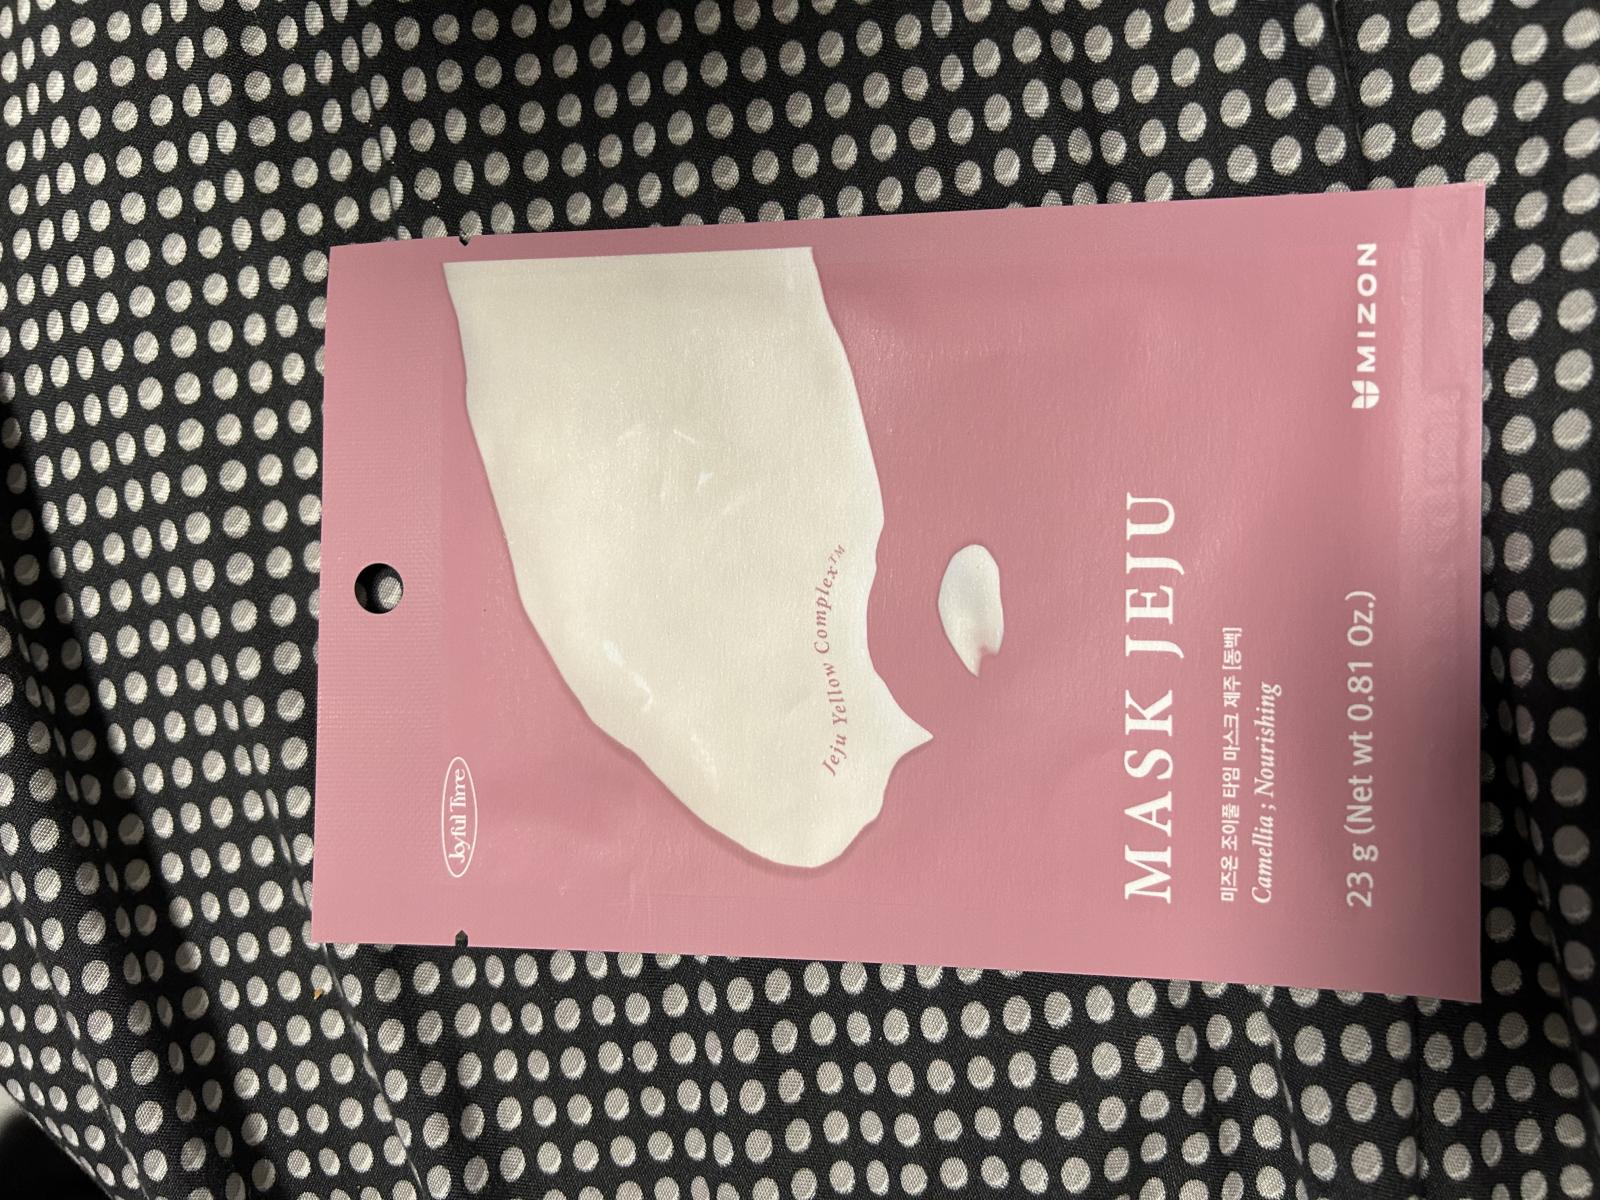 Joyful Time
Jeju Yellow Complex™
MASK JEJU
미즈온 조이풀 타임 마스크 제주 [동백]
Camellia ; Nourishing
23 g (Net wt 0.81 Oz.)
MIZON